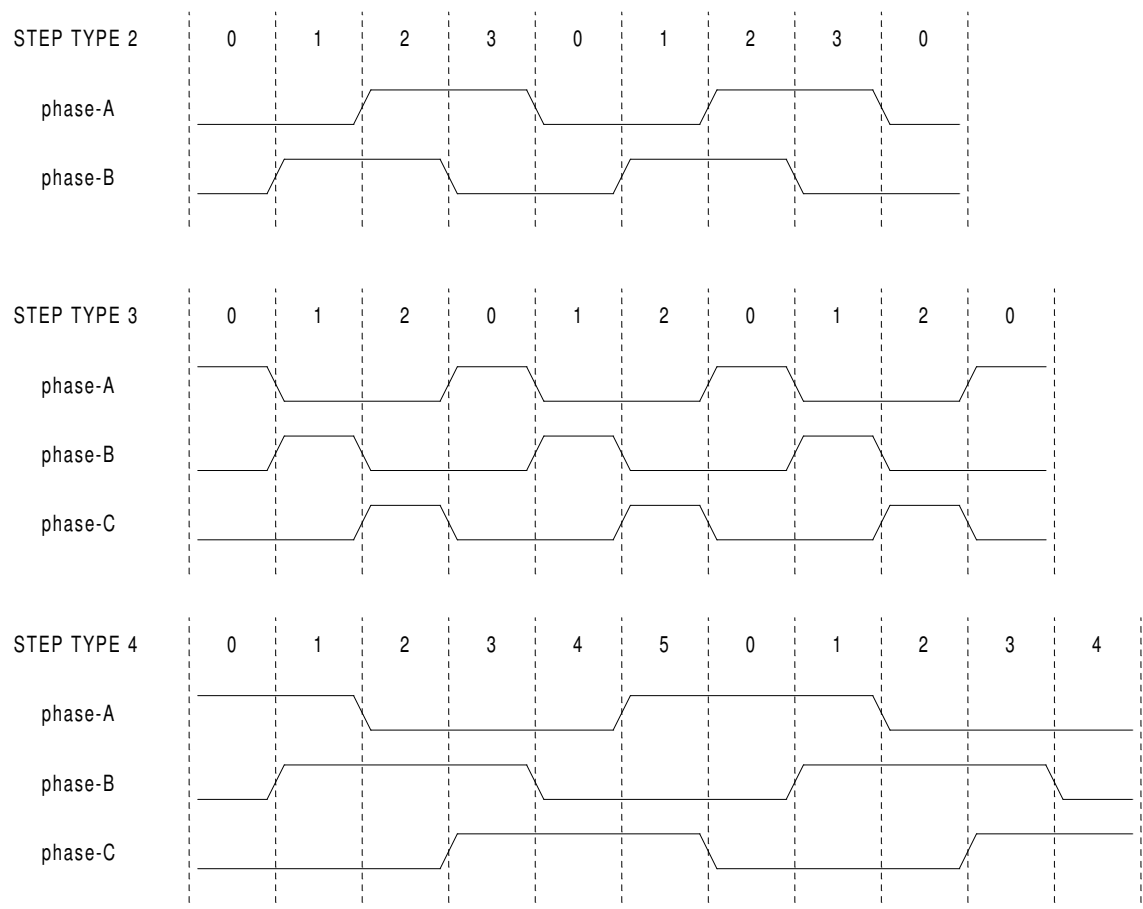 STEP TYPE 2 0 1 2 3 0 1 2 3 0
phase-A
phase-B
STEP TYPE 3 0 1 2 0 1 2 0 1 2 0
phase-A
phase-B
phase-C
STEP TYPE 4 0 1 2 3 4 5 0 1 2 3 4
phase-A
phase-B
phase-C